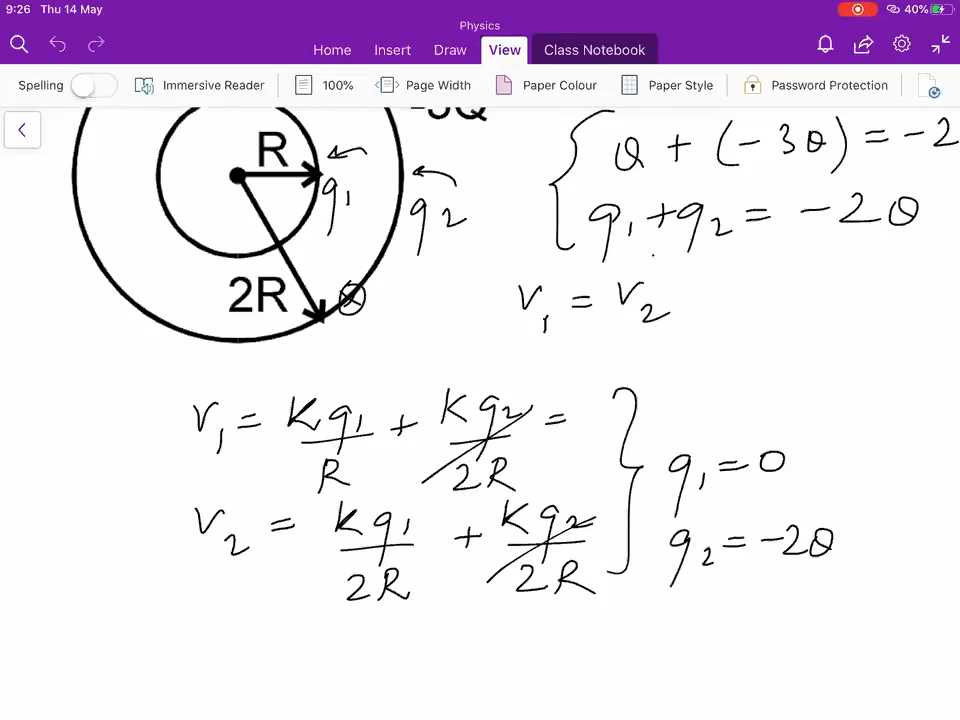 9:26 Thu 14 May 40%
Physics
Home Insert Draw View Class Notebook
Spelling Immersive Reader 100% Page Width Paper Colour Paper Style Password Protection
-3Q
R
q₁
q₂
2R
Q + (-3Q) = -2
q₁ + q₂ = -2Q
V₁ = V₂
V₁ = Kq₁/R + Kq₂/2R =
V₂ = Kq₁/2R + Kq₂/2R
q₁ = 0
q₂ = -2Q